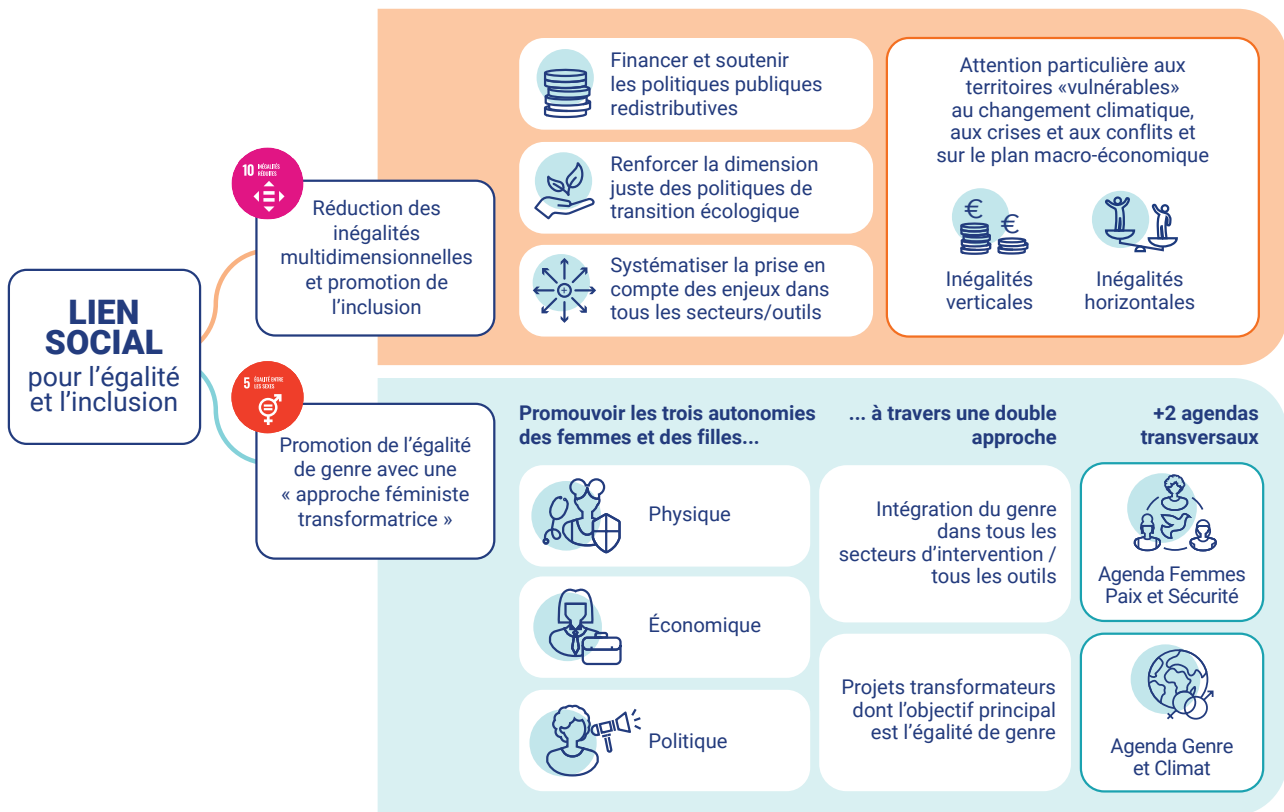 LIEN
SOCIAL
pour l’égalité
et l’inclusion
10 INÉGALITÉS
RÉDUITES
Réduction des
inégalités
multidimensionnelles
et promotion de
l’inclusion
Financer et soutenir
les politiques publiques
redistributives
Renforcer la dimension
juste des politiques de
transition écologique
Systématiser la prise en
compte des enjeux dans
tous les secteurs/outils
Attention particulière aux
territoires «vulnérables»
au changement climatique,
aux crises et aux conflits et
sur le plan macro-économique
€
€
Inégalités
verticales
Inégalités
horizontales
5 ÉGALITÉ ENTRE
LES SEXES
Promotion de l’égalité
de genre avec une
« approche féministe
transformatrice »
Promouvoir les trois autonomies
des femmes et des filles...
Physique
Économique
Politique
... à travers une double
approche
Intégration du genre
dans tous les
secteurs d’intervention /
tous les outils
Projets transformateurs
dont l’objectif principal
est l’égalité de genre
+2 agendas
transversaux
Agenda Femmes
Paix et Sécurité
Agenda Genre
et Climat